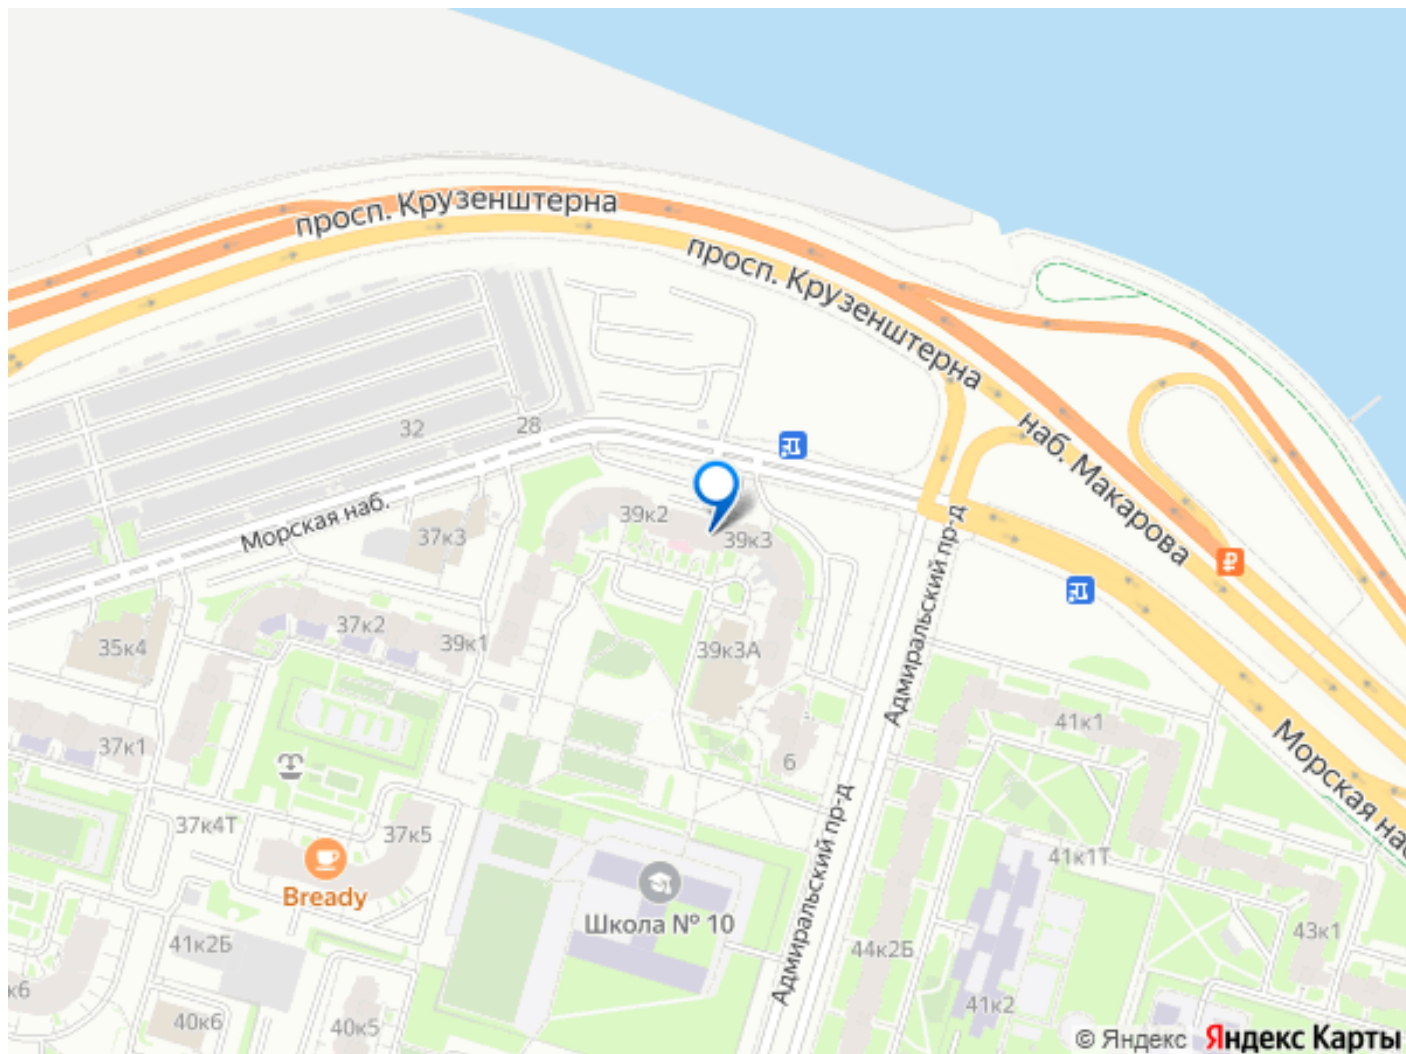 просп. Крузенштерна
просп. Крузенштерна
наб. Макарова
32
28
Морская наб.
37к3
39к2
39к3
Адмиральский пр-д
35к4
37к2
39к1
39к3А
41к1
Морская наб
37к1
6
37к4Т
37к5
Адмиральский пр-д
41к1Т
Bready
Школа № 10
41к2Б
44к2Б
43к1
к6
40к6
40к5
41к2
© Яндекс Яндекс Карты